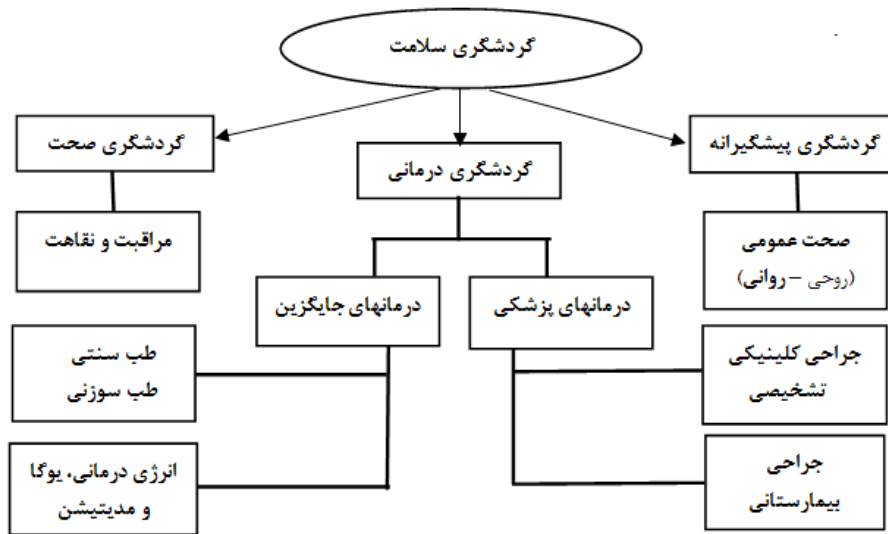 گردشگری سلامت
گردشگری پیشگیرانه
گردشگری درمانی
گردشگری صحت
صحت عمومی
(روحی – روانی)
مراقبت و نقاهت
درمانهای پزشکی
درمانهای جایگزین
جراحی کلینیکی
تشخیصی
طب سنتی
طب سوزنی
جراحی
بیمارستانی
انرژی درمانی، یوگا
و مدیتیشن